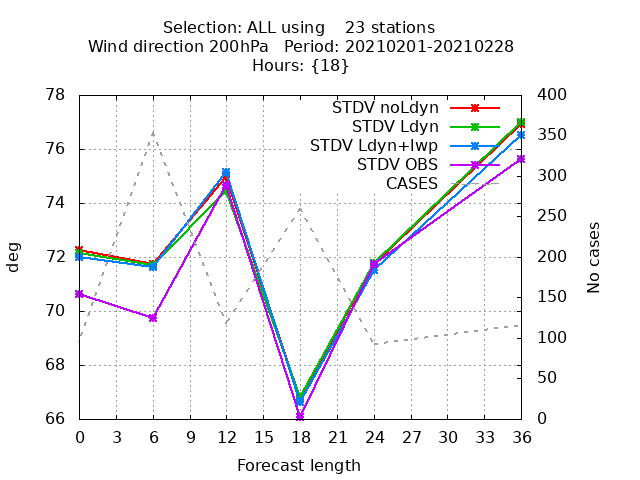 Selection: ALL using    23 stations
Wind direction 200hPa   Period: 20210201-20210228
Hours: {18}
78
76
74
72
70
68
66
deg
STDV noLdyn
STDV Ldyn
STDV Ldyn+lwp
STDV OBS
CASES
400
350
300
250
200
150
100
50
0
No cases
0 3 6 9 12 15 18 21 24 27 30 33 36
Forecast length